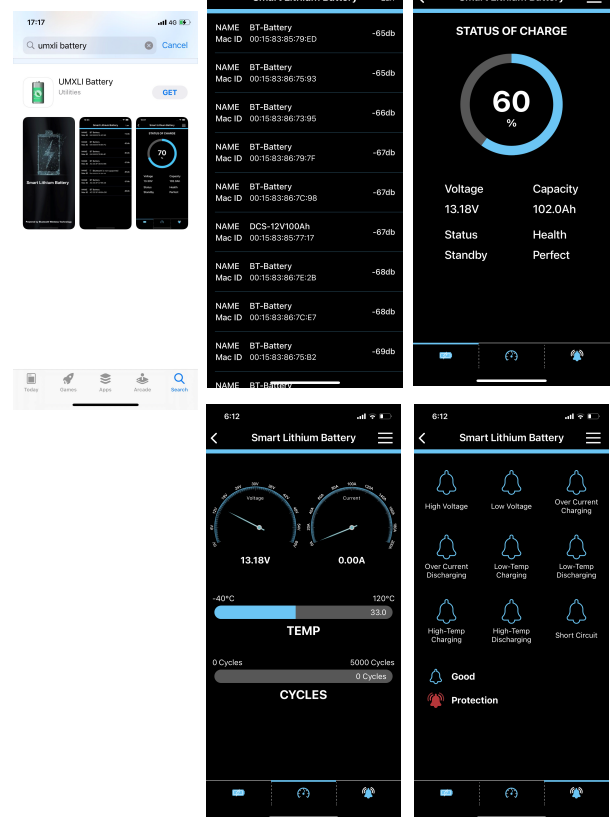 17:17
4G
umxli battery
Cancel
UMXLI Battery
Utilities
GET
STATUS OF CHARGE
70
%
Smart Lithium Battery
Today
Games
Apps
Arcade
Search
Smart Lithium Battery
NAME BT-Battery
Mac ID 00:15:83:85:79:ED
-65db
NAME BT-Battery
Mac ID 00:15:83:86:75:93
-65db
NAME BT-Battery
Mac ID 00:15:83:86:73:95
-66db
NAME BT-Battery
Mac ID 00:15:83:86:79:7F
-67db
NAME BT-Battery
Mac ID 00:15:83:86:7C:98
-67db
NAME DCS-12V100Ah
Mac ID 00:15:83:85:77:17
-67db
NAME BT-Battery
Mac ID 00:15:83:86:7E:2B
-68db
NAME BT-Battery
Mac ID 00:15:83:86:7C:E7
-68db
NAME BT-Battery
Mac ID 00:15:83:86:75:B2
-69db
NAME BT-Battery
Smart Lithium Battery
STATUS OF CHARGE
60
%
Voltage Capacity
13.18V 102.0Ah
Status Health
Standby Perfect
6:12
Smart Lithium Battery
Voltage
Current
13.18V
0.00A
-40°C 120°C
33.0
TEMP
0 Cycles 5000 Cycles
0 Cycles
CYCLES
6:12
Smart Lithium Battery
High Voltage
Low Voltage
Over Current
Charging
Over Current
Discharging
Low-Temp
Charging
Low-Temp
Discharging
High-Temp
Charging
High-Temp
Discharging
Short Circuit
Good
Protection